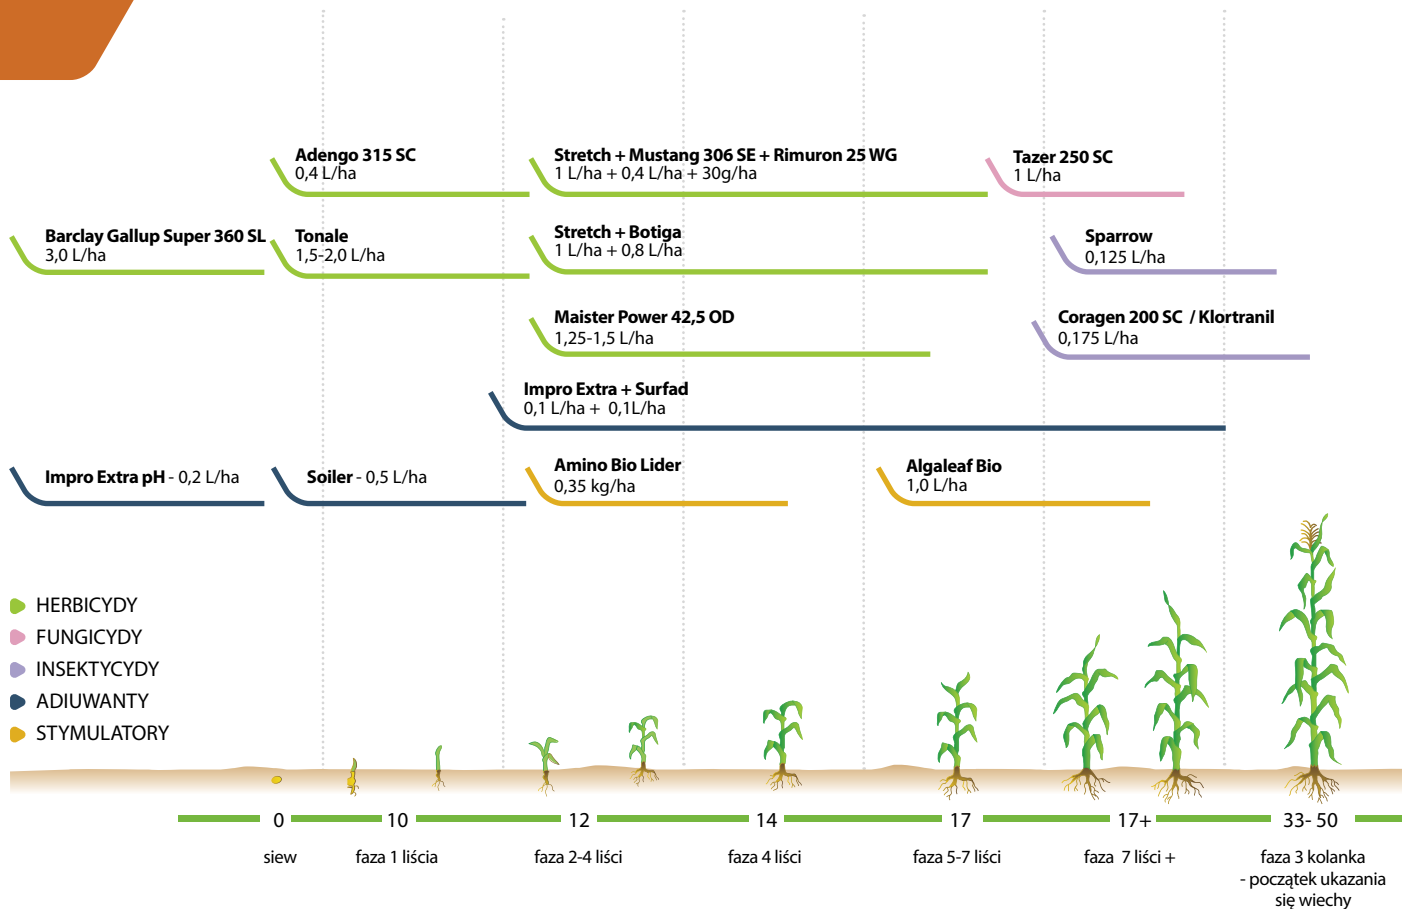 Adengo 315 SC
0,4 L/ha
Stretch + Mustang 306 SE + Rimuron 25 WG
1 L/ha + 0,4 L/ha + 30g/ha
Tazer 250 SC
1 L/ha
Barclay Gallup Super 360 SL
3,0 L/ha
Tonale
1,5-2,0 L/ha
Stretch + Botiga
1 L/ha + 0,8 L/ha
Sparrow
0,125 L/ha
Maister Power 42,5 OD
1,25-1,5 L/ha
Coragen 200 SC / Klortranil
0,175 L/ha
Impro Extra + Surfad
0,1 L/ha + 0,1L/ha
Impro Extra pH - 0,2 L/ha
Soiler - 0,5 L/ha
Amino Bio Lider
0,35 kg/ha
Algaleaf Bio
1,0 L/ha
HERBICYDY
FUNGICYDY
INSEKTYCYDY
ADIUWANTY
STYMULATORY
0
10
12
14
17
17+
33- 50
siew
faza 1 liścia
faza 2-4 liści
faza 4 liści
faza 5-7 liści
faza 7 liści +
faza 3 kolanka
- początek ukazania
się wiechy